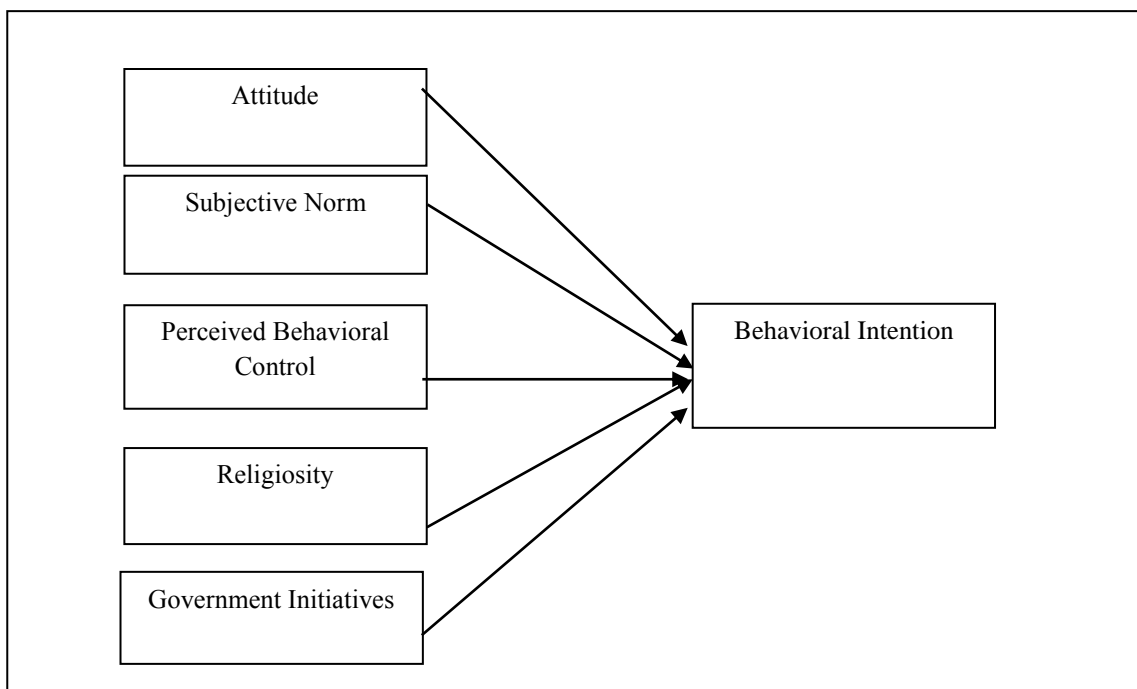 Attitude
Subjective Norm
Perceived Behavioral
Control
Behavioral Intention
Religiosity
Government Initiatives